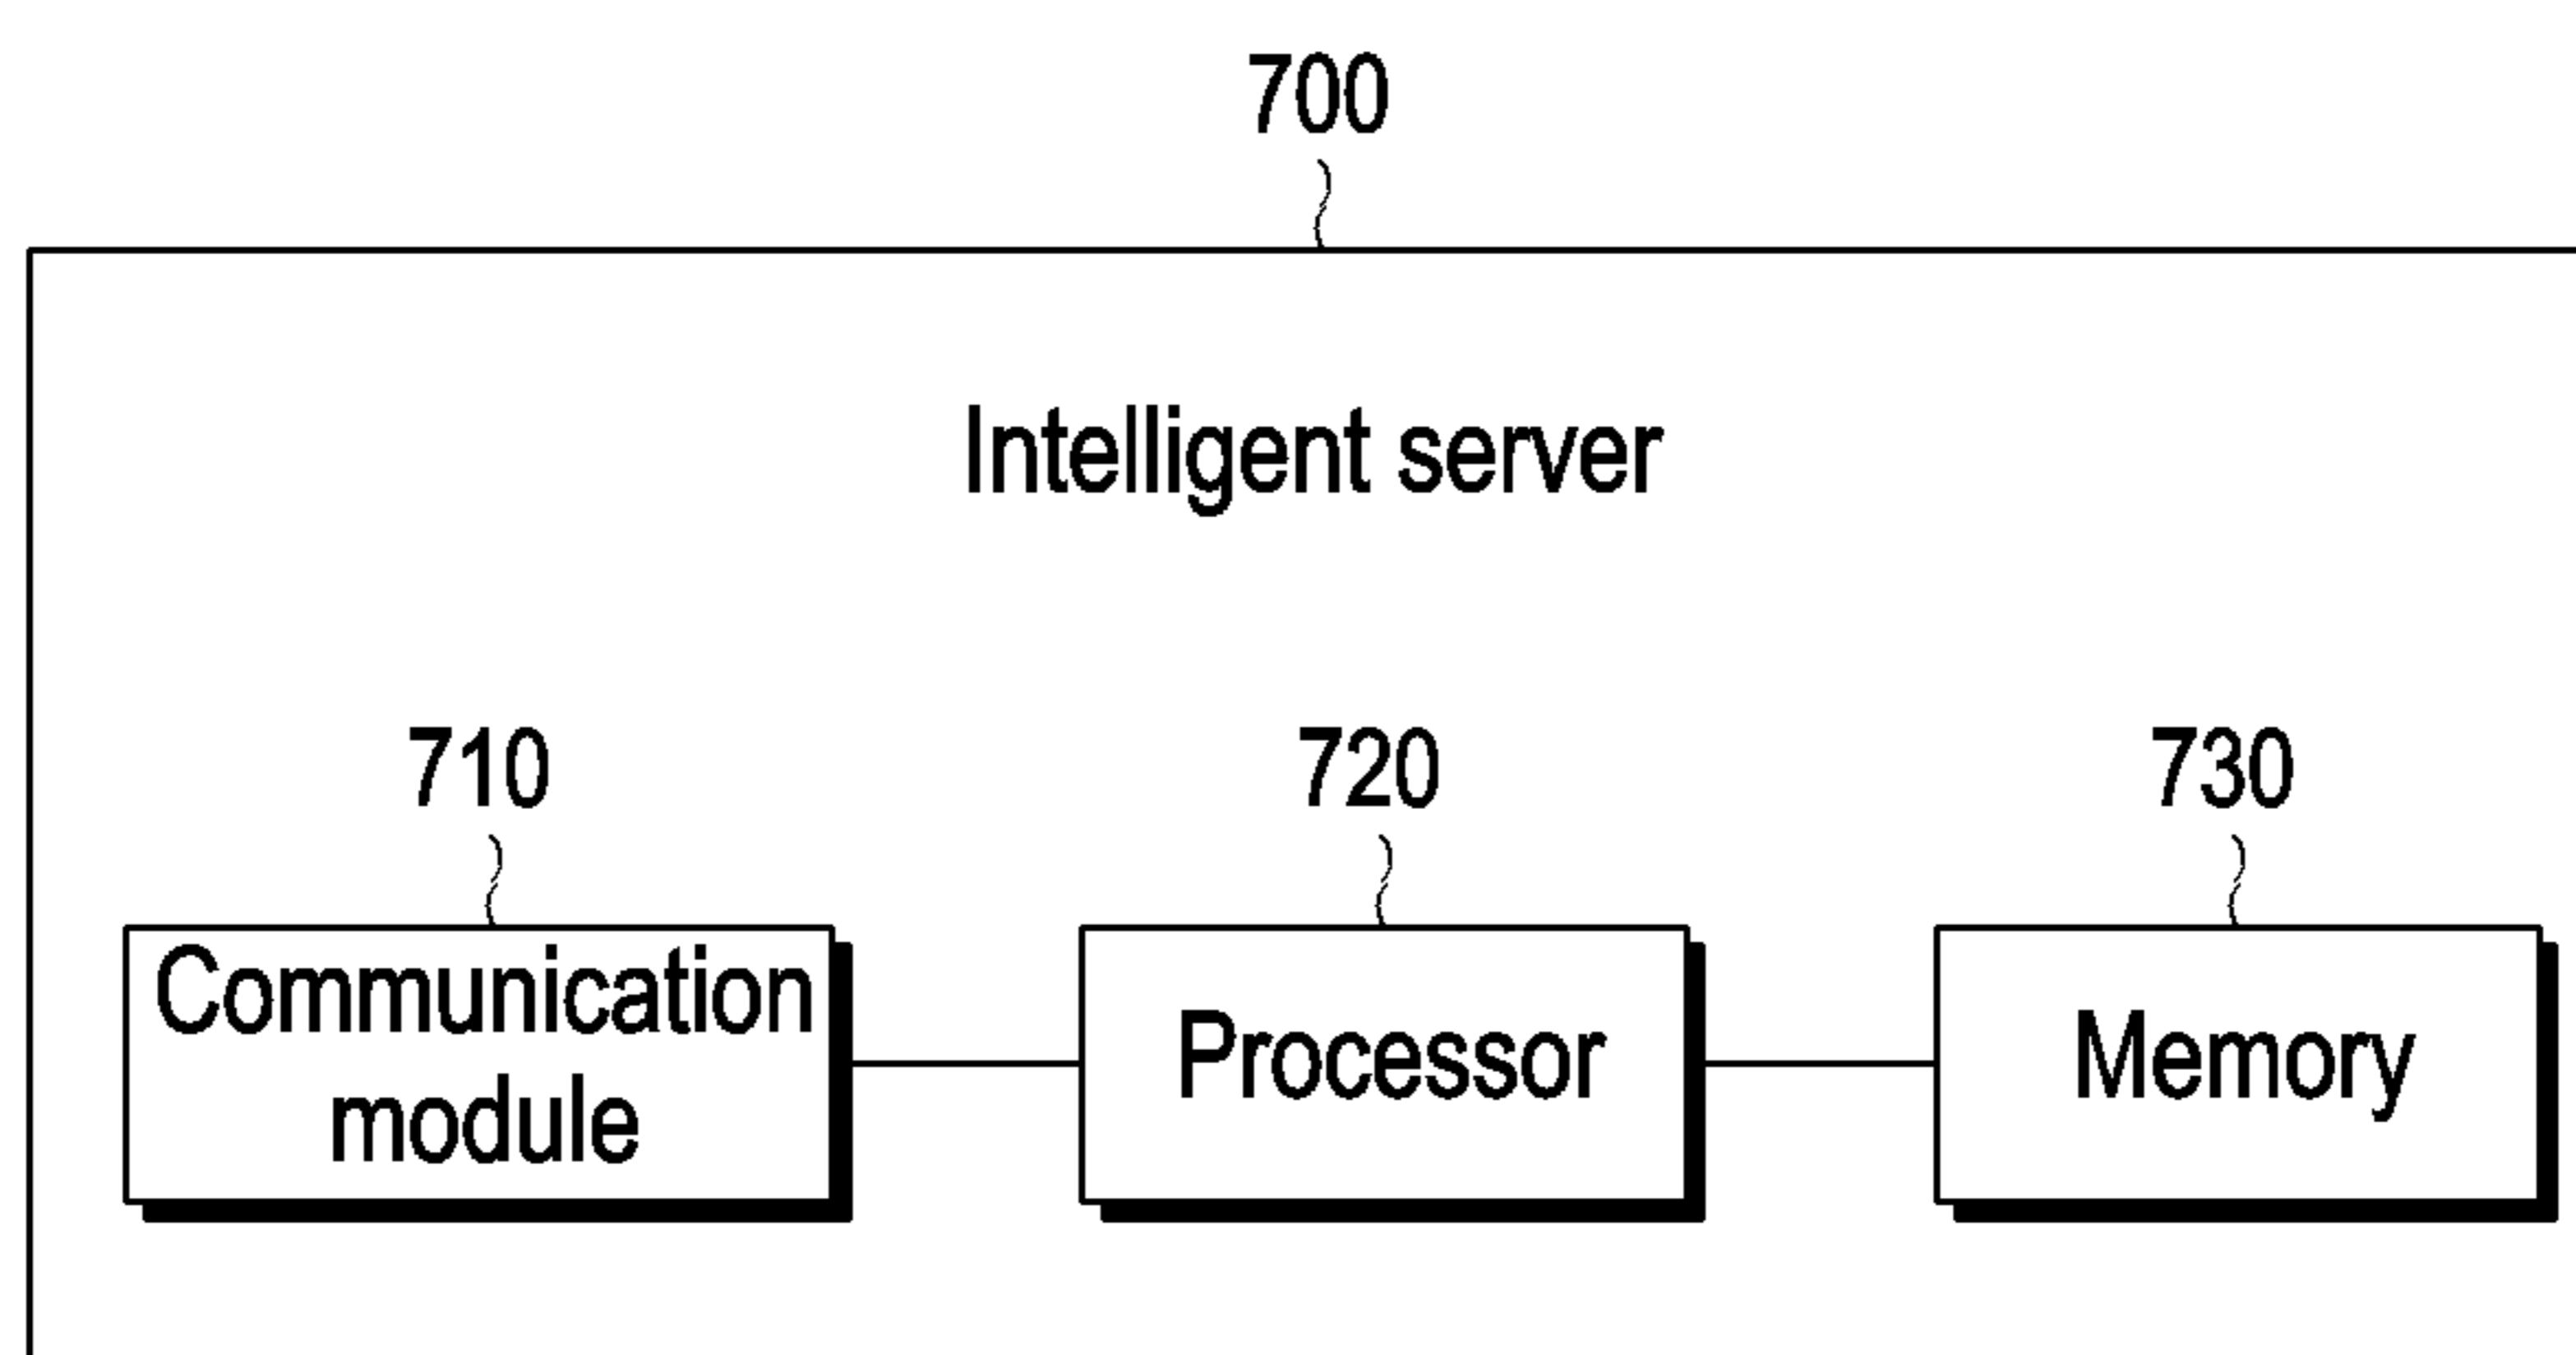 700
Intelligent server
710
720
730
Communication
module
Processor
Memory